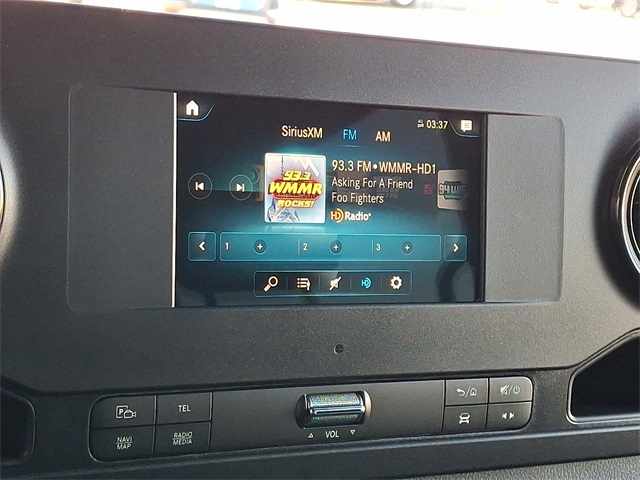 03:37
SiriusXM FM AM
93.3 FM•WMMR-HD1
Asking For A Friend
Foo Fighters
HD Radio
93.3
WMMR
ROCKS!
1 + 2 + 3 +
HD
P TEL
NAVI
MAP
RADIO
MEDIA
VOL